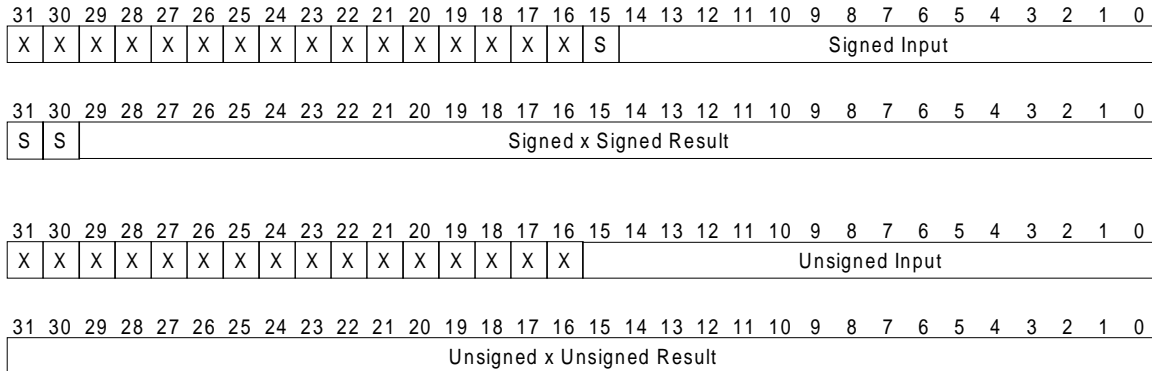 31 30 29 28 27 26 25 24 23 22 21 20 19 18 17 16 15 14 13 12 11 10 9 8 7 6 5 4 3 2 1 0
X X X X X X X X X X X X X X X X S Signed Input
31 30 29 28 27 26 25 24 23 22 21 20 19 18 17 16 15 14 13 12 11 10 9 8 7 6 5 4 3 2 1 0
S S Signed x Signed Result
31 30 29 28 27 26 25 24 23 22 21 20 19 18 17 16 15 14 13 12 11 10 9 8 7 6 5 4 3 2 1 0
X X X X X X X X X X X X X X X X Unsigned Input
31 30 29 28 27 26 25 24 23 22 21 20 19 18 17 16 15 14 13 12 11 10 9 8 7 6 5 4 3 2 1 0
Unsigned x Unsigned Result